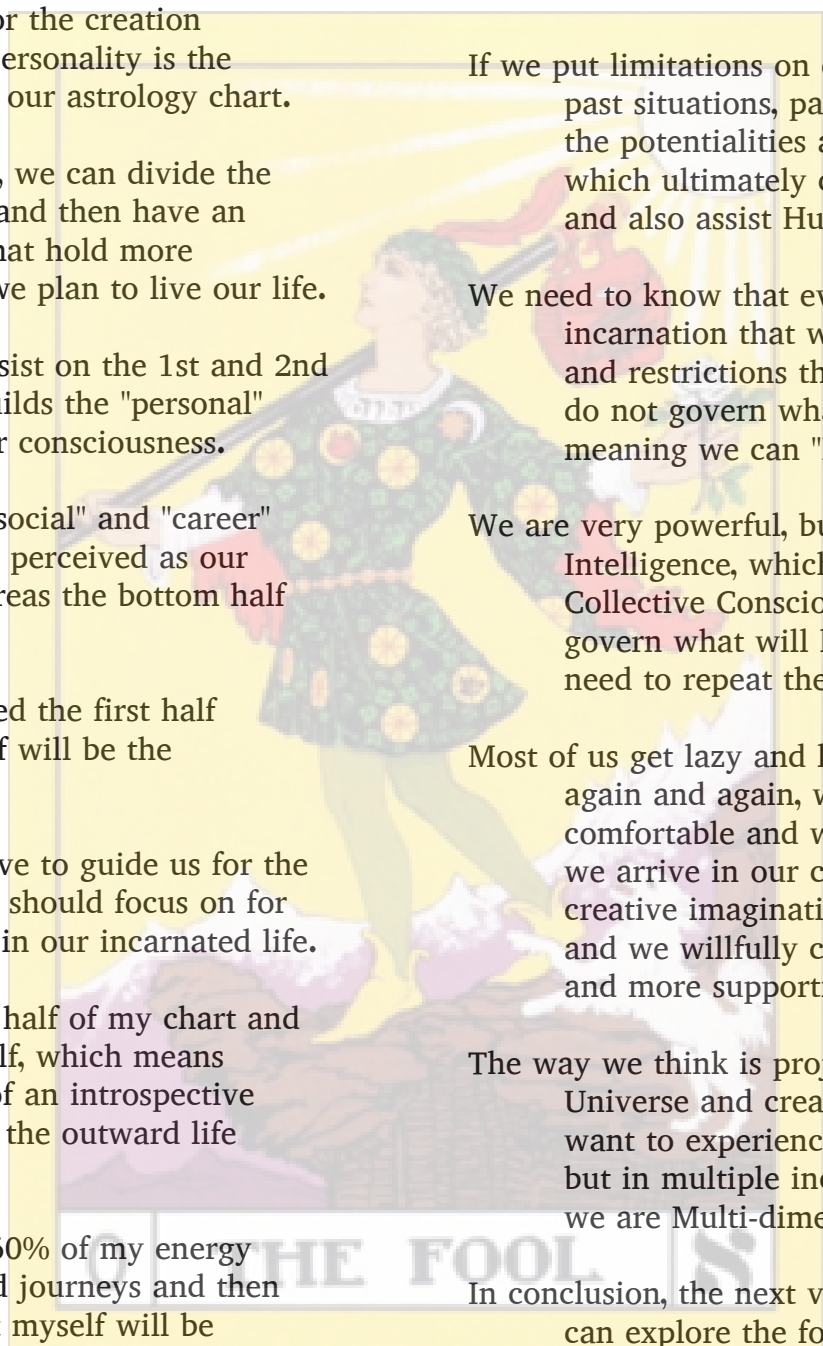 or the creation
ersonality is the
our astrology chart.
, we can divide the
and then have an
hat hold more
we plan to live our life.
sist on the 1st and 2nd
uilds the "personal"
r consciousness.
social" and "career"
perceived as our
reas the bottom half
ed the first half
f will be the
ve to guide us for the
should focus on for
in our incarnated life.
half of my chart and
lf, which means
of an introspective
the outward life
60% of my energy
d journeys and then
t myself will be
If we put limitations on
past situations, pa
the potentialities a
which ultimately
and also assist Hu
We need to know that ev
incarnation that w
and restrictions th
do not govern wha
meaning we can "
We are very powerful, bu
Intelligence, which
Collective Conscio
govern what will
need to repeat the
Most of us get lazy and
again and again, w
comfortable and w
we arrive in our c
creative imaginati
and we willfully c
and more supporti
The way we think is proj
Universe and crea
want to experienc
but in multiple inc
we are Multi-dime
In conclusion, the next v
can explore the fo
0 THE FOOL א